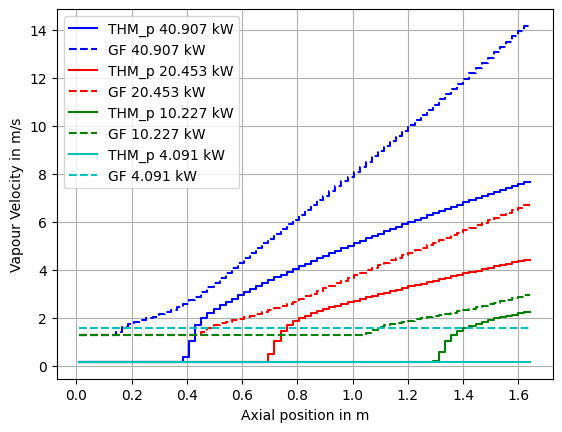 14
12
10
8
6
4
2
0
Vapour Velocity in m/s
THM_p 40.907 kW
GF 40.907 kW
THM_p 20.453 kW
GF 20.453 kW
THM_p 10.227 kW
GF 10.227 kW
THM_p 4.091 kW
GF 4.091 kW
0.0 0.2 0.4 0.6 0.8 1.0 1.2 1.4 1.6
Axial position in m